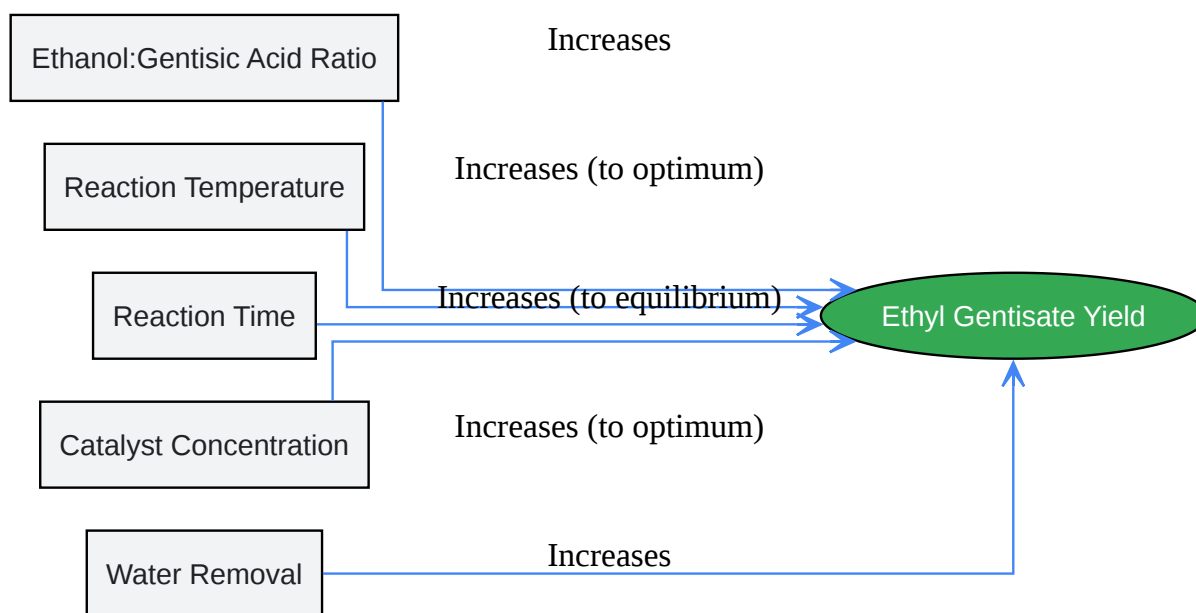 Ethanol:Gentisic Acid Ratio
Increases
Reaction Temperature
Increases (to optimum)
Reaction Time
Increases (to equilibrium)
Ethyl Gentisate Yield
Catalyst Concentration
Increases (to optimum)
Water Removal
Increases